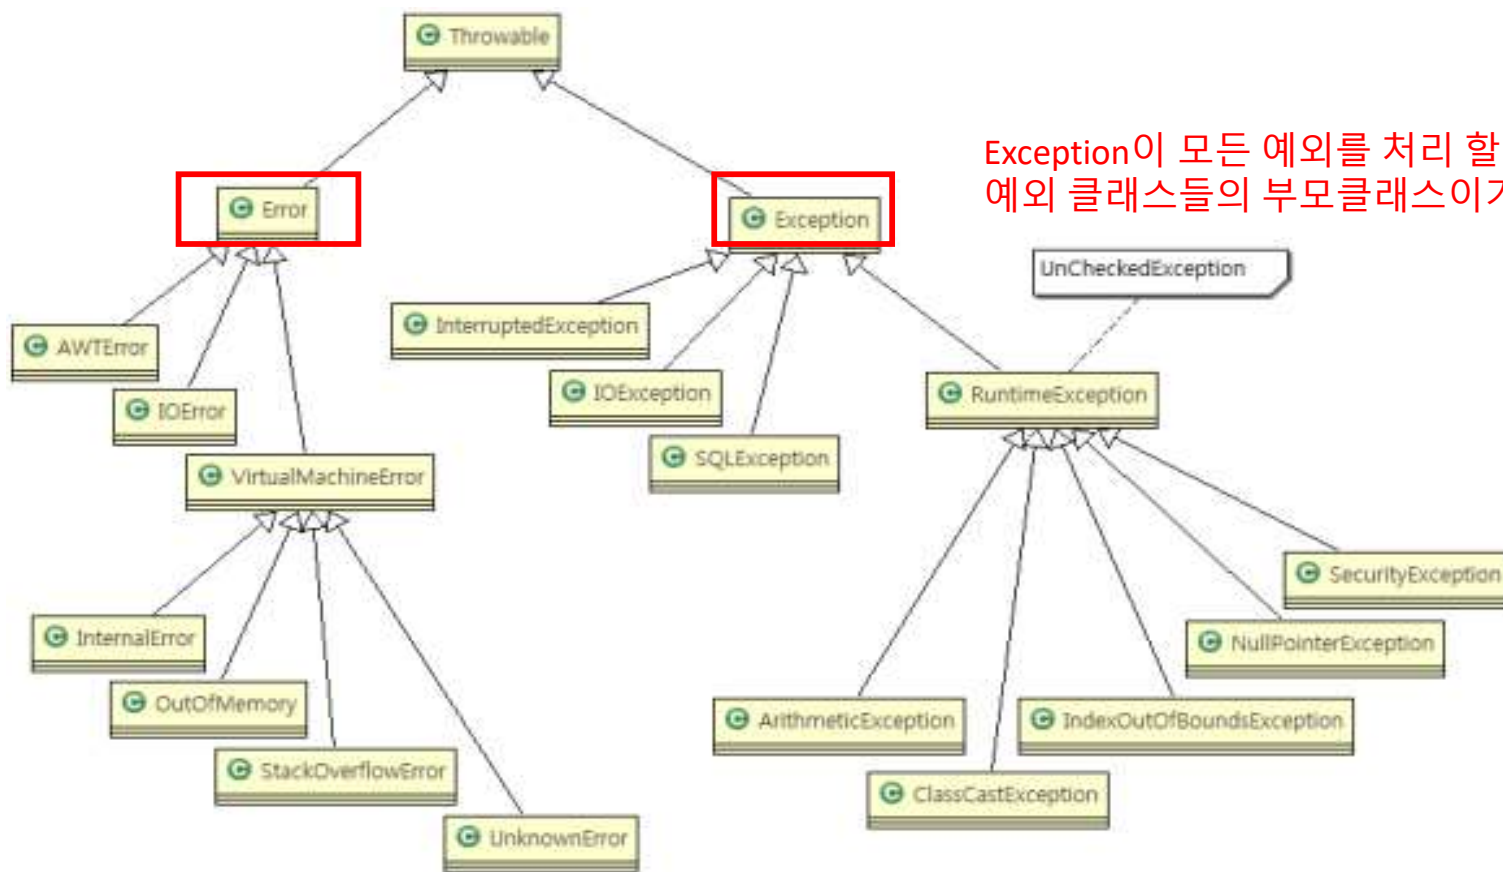 Throwable
Exception이 모든 예외를 처리 할
예외 클래스들의 부모클래스이
Error
Exception
UnCheckedException
InterruptedException
AWTError
IOException
RuntimeException
IOError
SQLException
VirtualMachineError
SecurityException
InternalError
NullPointerException
OutOfMemory
ArithmeticException
IndexOutOfBoundsException
StackOverflowError
ClassCastException
UnknownError